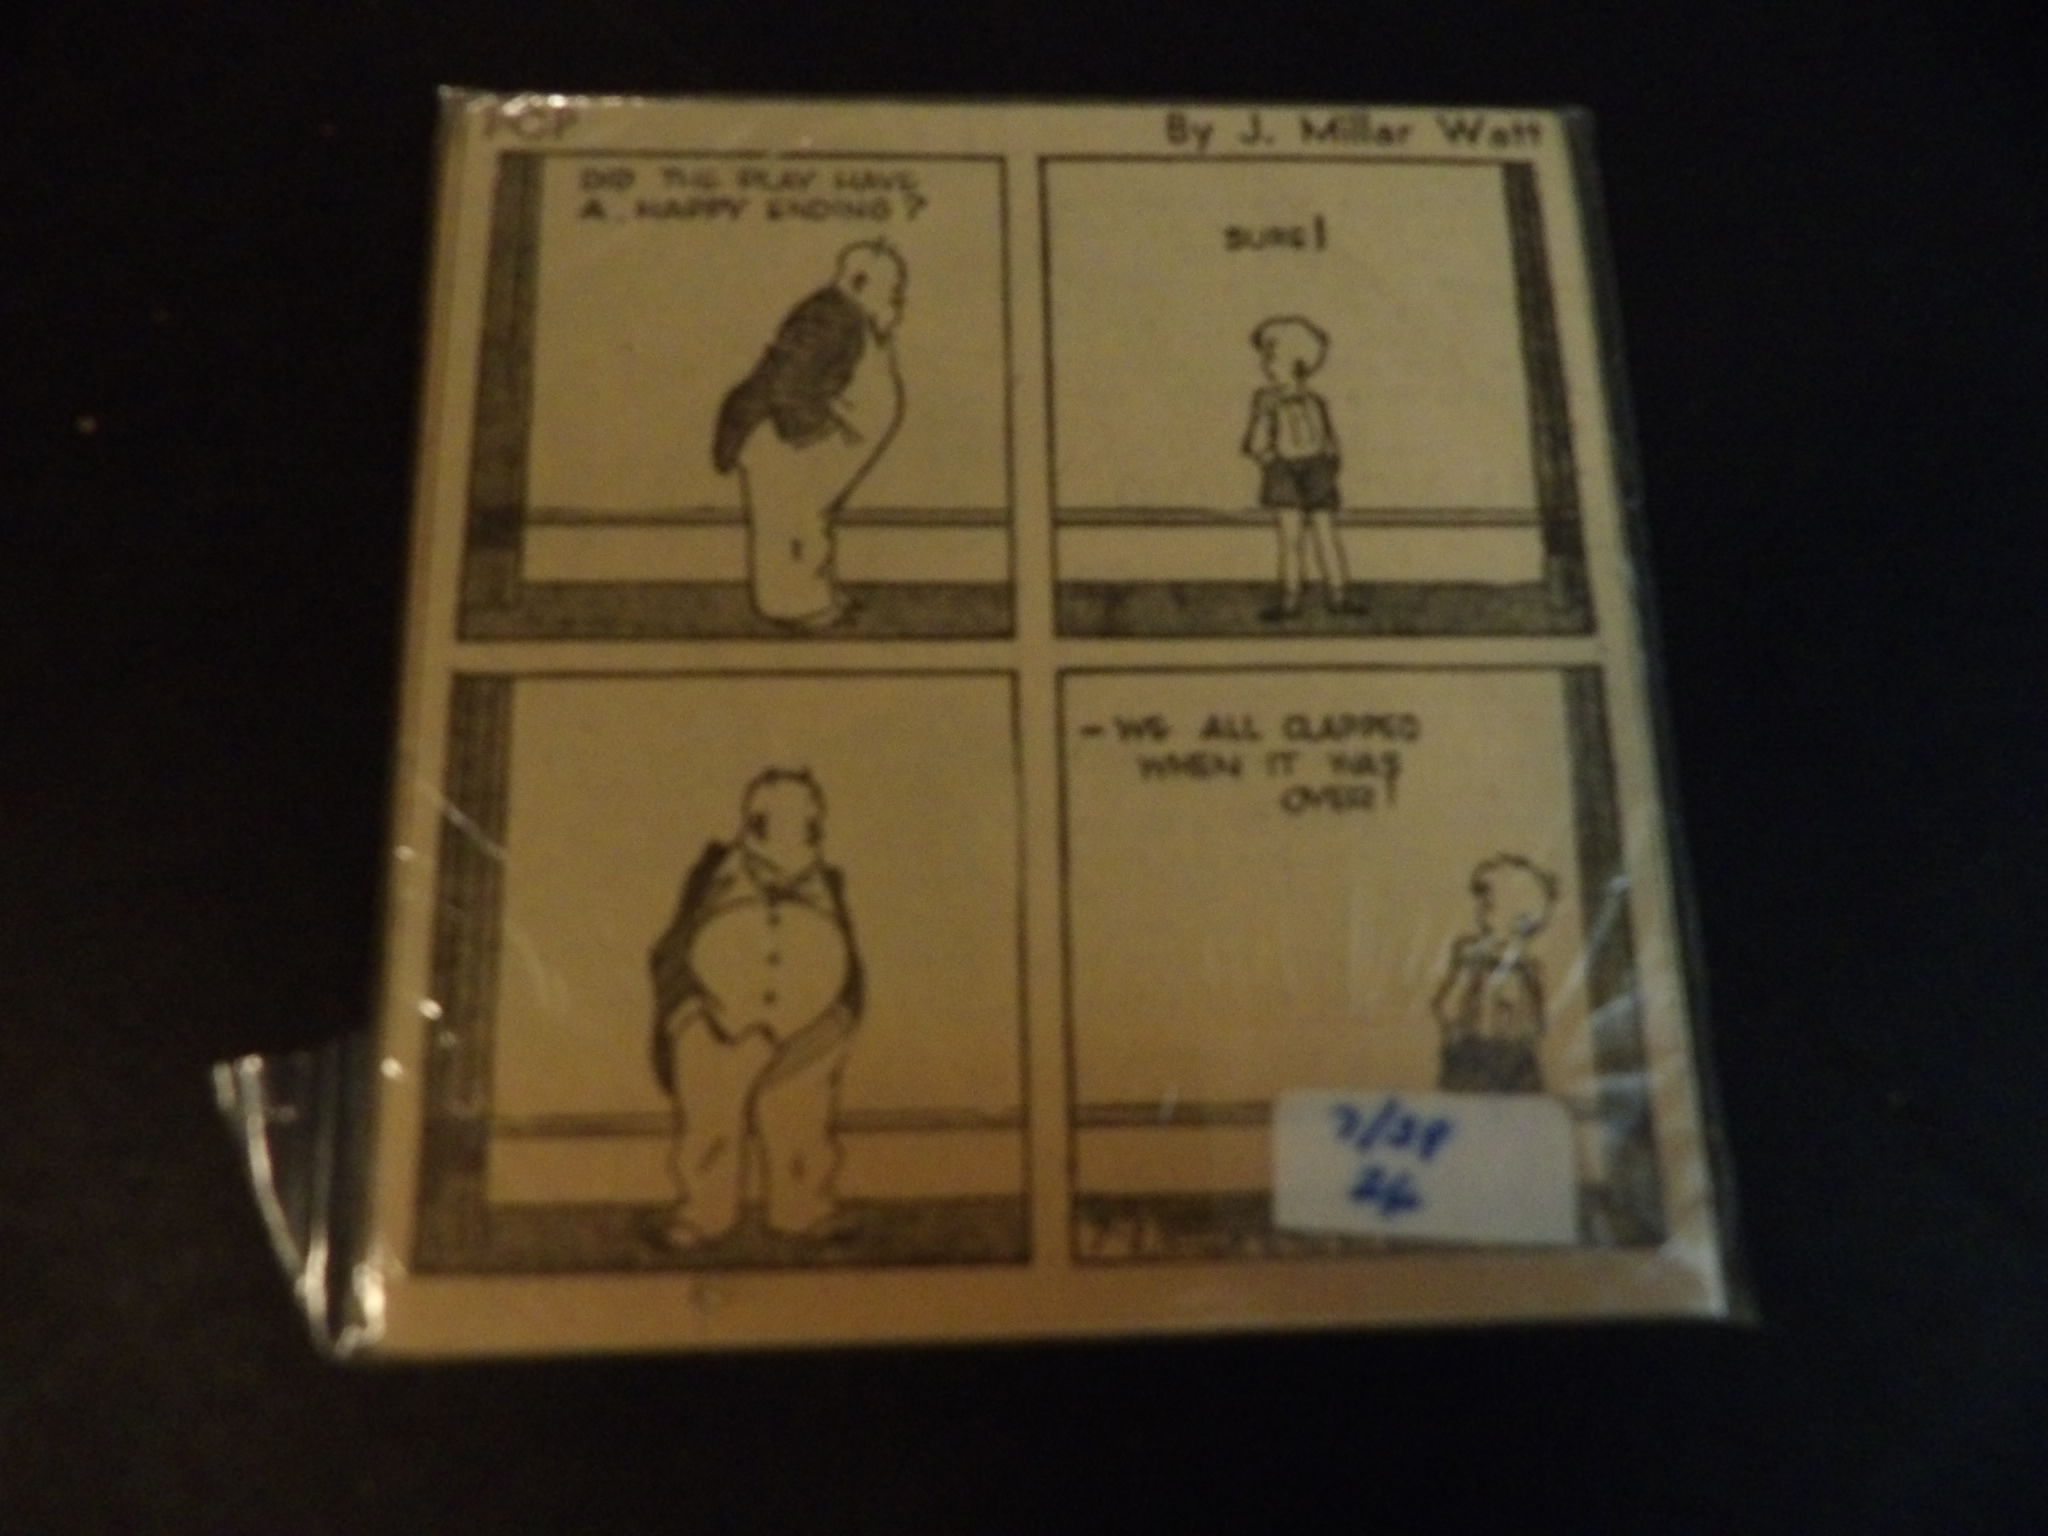 POP
By J. Millar Watt
DID THE PLAY HAVE
A HAPPY ENDING?
SURE!
- WE ALL CLAPPED
WHEN IT WAS
OVER!